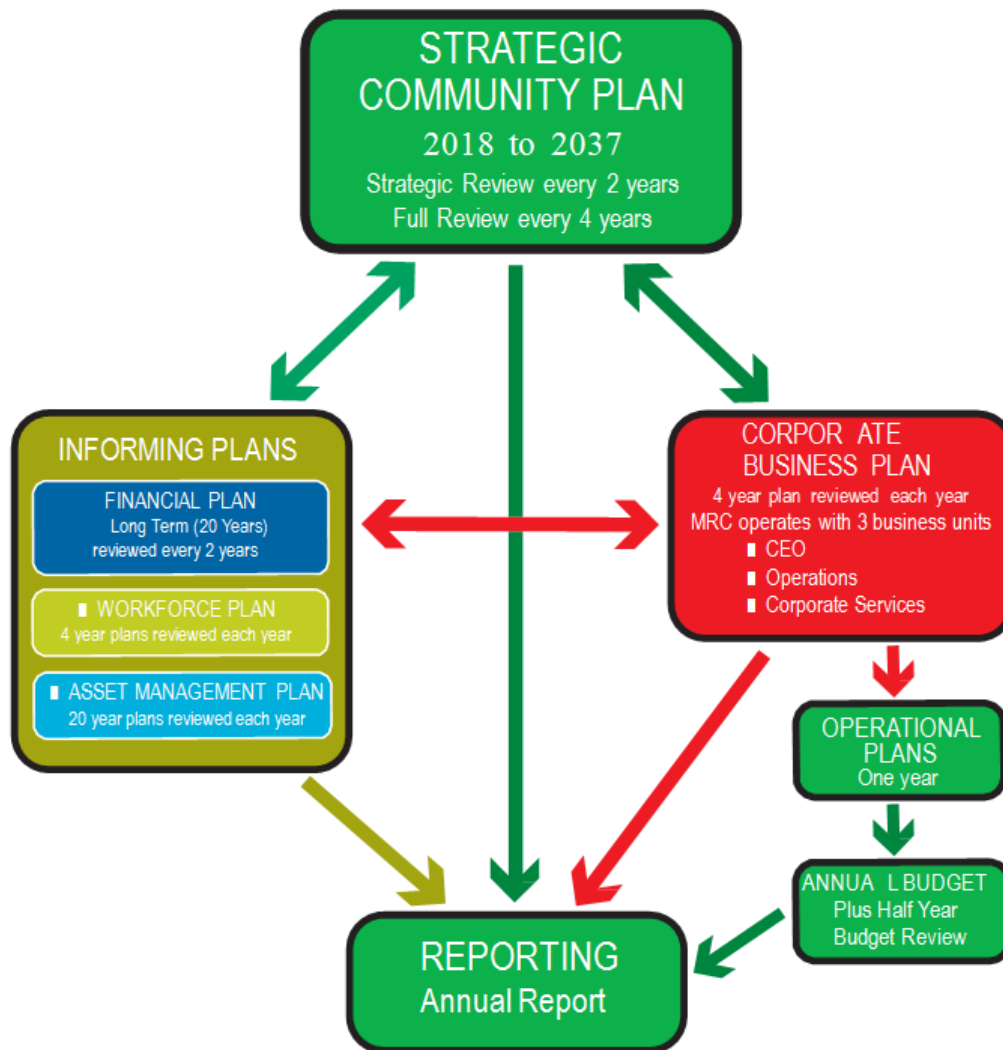 STRATEGIC
COMMUNITY PLAN
2018 to 2037
Strategic Review every 2 years
Full Review every 4 years
INFORMING PLANS
FINANCIAL PLAN
Long Term (20 Years)
reviewed every 2 years
WORKFORCE PLAN
4 year plans reviewed each year
ASSET MANAGEMENT PLAN
20 year plans reviewed each year
CORPOR ATE
BUSINESS PLAN
4 year plan reviewed each year
MRC operates with 3 business units
CEO
Operations
Corporate Services
OPERATIONAL
PLANS
One year
ANNUA L BUDGET
Plus Half Year
Budget Review
REPORTING
Annual Report